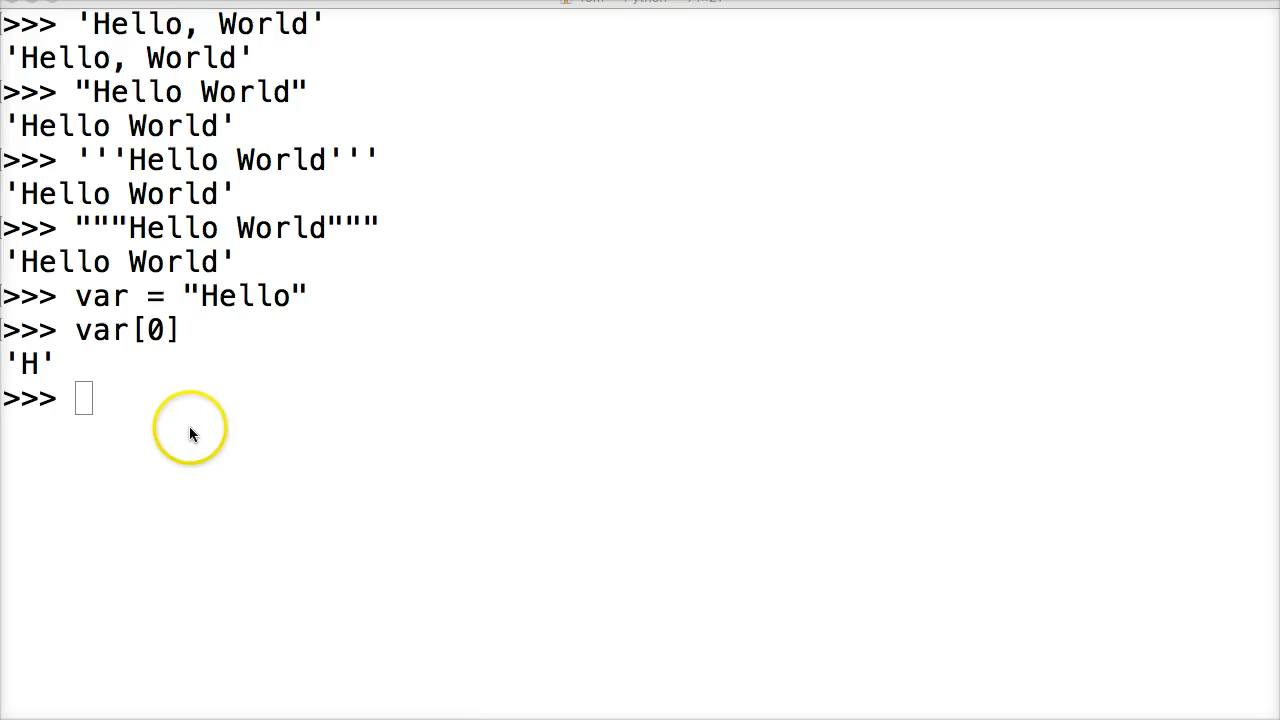 >>> 'Hello, World'
'Hello, World'
>>> "Hello World"
'Hello World'
>>> '''Hello World'''
'Hello World'
>>> """Hello World"""
'Hello World'
>>> var = "Hello"
>>> var[0]
'H'
>>>